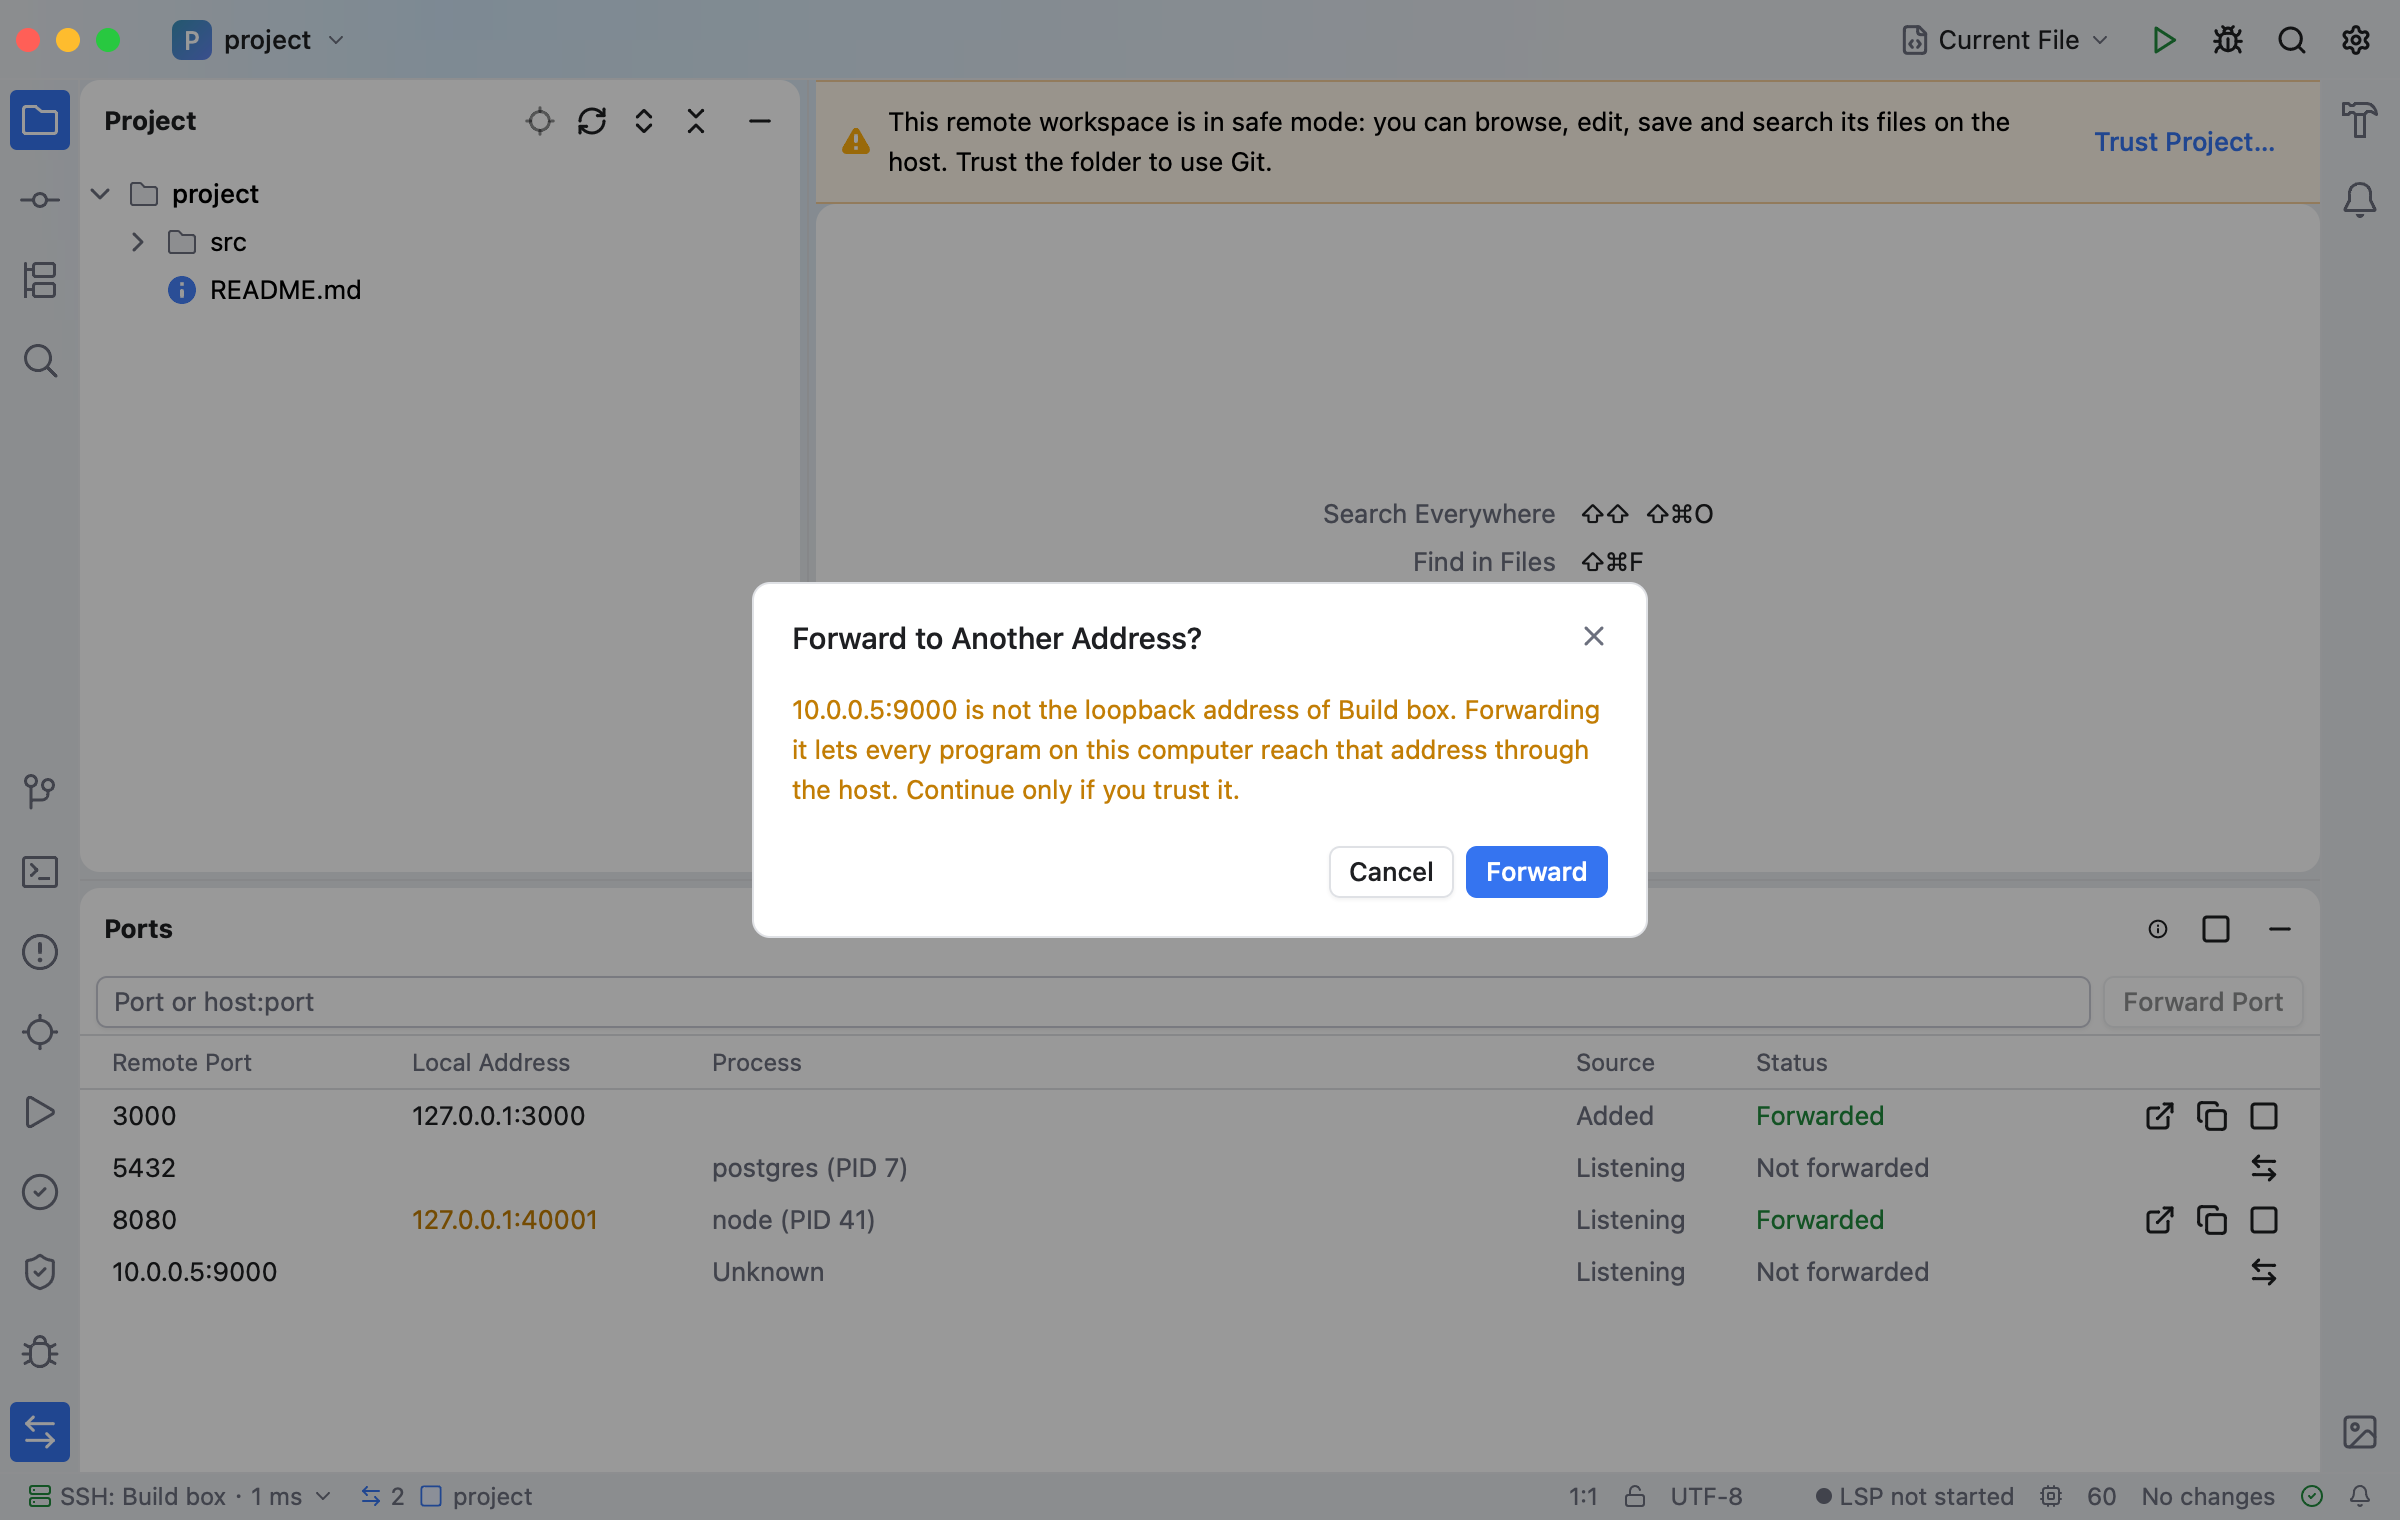 P project
Current File
Project
This remote workspace is in safe mode: you can browse, edit, save and search its files on the
host. Trust the folder to use Git.
Trust Project...
project
src
README.md
Search Everywhere ⇧⇧ ⇧⌘O
Find in Files ⇧⌘F
Forward to Another Address?
10.0.0.5:9000 is not the loopback address of Build box. Forwarding
it lets every program on this computer reach that address through
the host. Continue only if you trust it.
Cancel Forward
Ports
Port or host:port Forward Port
Remote Port Local Address Process Source Status
3000 127.0.0.1:3000 Added Forwarded
5432 postgres (PID 7) Listening Not forwarded
8080 127.0.0.1:40001 node (PID 41) Listening Forwarded
10.0.0.5:9000 Unknown Listening Not forwarded
SSH: Build box · 1 ms 2 project 1:1 UTF-8 LSP not started 60 No changes